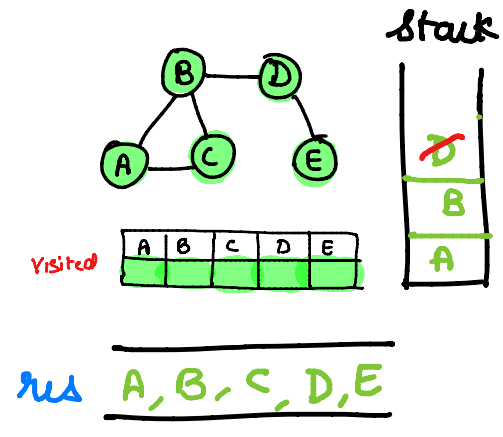 Stack
B
D
A
C
E
D
B
A
A B C D E
Visited
res A, B, C, D, E